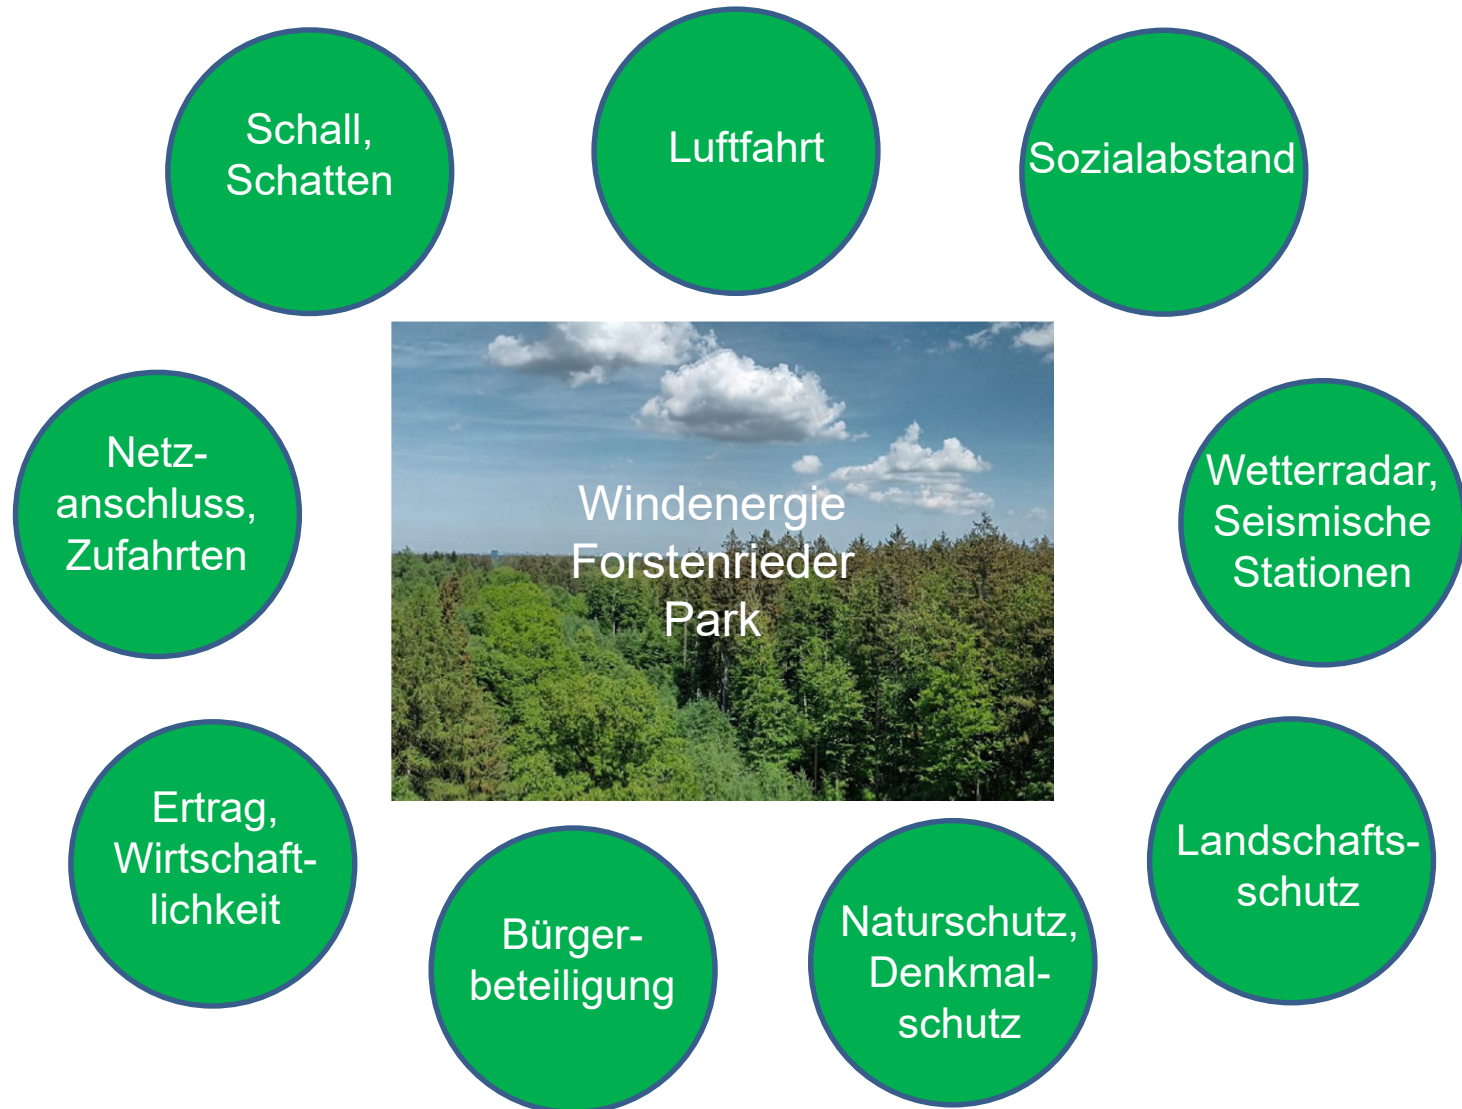 Schall,
Schatten
Luftfahrt
Sozialabstand
Netz-
anschluss,
Zufahrten
Windenergie
Forstenrieder
Park
Wetterradar,
Seismische
Stationen
Ertrag,
Wirtschaft-
lichkeit
Bürger-
beteiligung
Naturschutz,
Denkmal-
schutz
Landschafts-
schutz